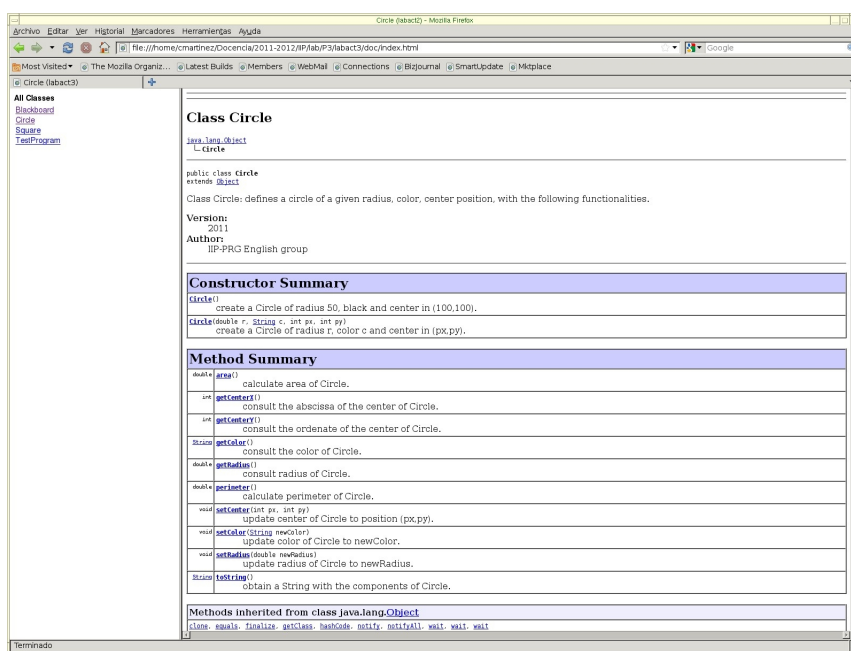 Circle (labact2) - Mozilla Firefox
Archivo Editar Ver Historial Marcadores Herramientas Ayuda
file:///home/cmartinez/Docencia/2011-2012/IIP/lab/P3/labact3/doc/index.html
Google
Most Visited The Mozilla Organiz... Latest Builds Members WebMail Connections Bizjournal SmartUpdate Mktplace
Circle (labact3)
All Classes
Blackboard
Circle
Square
TestProgram
Class Circle
java.lang.Object
Circle
public class Circle
extends Object
Class Circle: defines a circle of a given radius, color, center position, with the following functionalities.
Version:
2011
Author:
IIP-PRG English group
Constructor Summary
Circle()
create a Circle of radius 50, black and center in (100,100).
Circle(double r, String c, int px, int py)
create a Circle of radius r, color c and center in (px,py).
Method Summary
double area()
calculate area of Circle.
int getCenterX()
consult the abscissa of the center of Circle.
int getCenterY()
consult the ordenate of the center of Circle.
String getColor()
consult the color of Circle.
double getRadius()
consult radius of Circle.
double perimeter()
calculate perimeter of Circle.
void setCenter(int px, int py)
update center of Circle to position (px,py).
void setColor(String newColor)
update color of Circle to newColor.
void setRadius(double newRadius)
update radius of Circle to newRadius.
String toString()
obtain a String with the components of Circle.
Methods inherited from class java.lang.Object
clone, equals, finalize, getClass, hashCode, notify, notifyAll, wait, wait, wait
Terminado